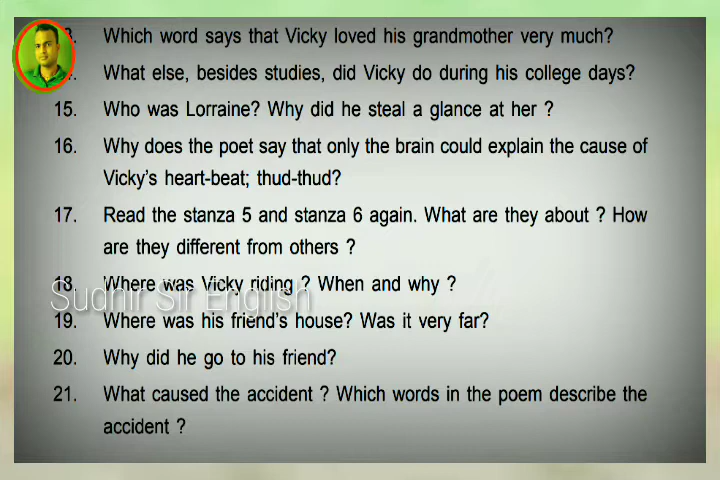 3. Which word says that Vicky loved his grandmother very much?
What else, besides studies, did Vicky do during his college days?
15. Who was Lorraine? Why did he steal a glance at her ?
16. Why does the poet say that only the brain could explain the cause of
Vicky's heart-beat; thud-thud?
17. Read the stanza 5 and stanza 6 again. What are they about ? How
are they different from others ?
18. Where was Vicky riding ? When and why ?
Sudhir Sir English
19. Where was his friend's house? Was it very far?
20. Why did he go to his friend?
21. What caused the accident ? Which words in the poem describe the
accident ?